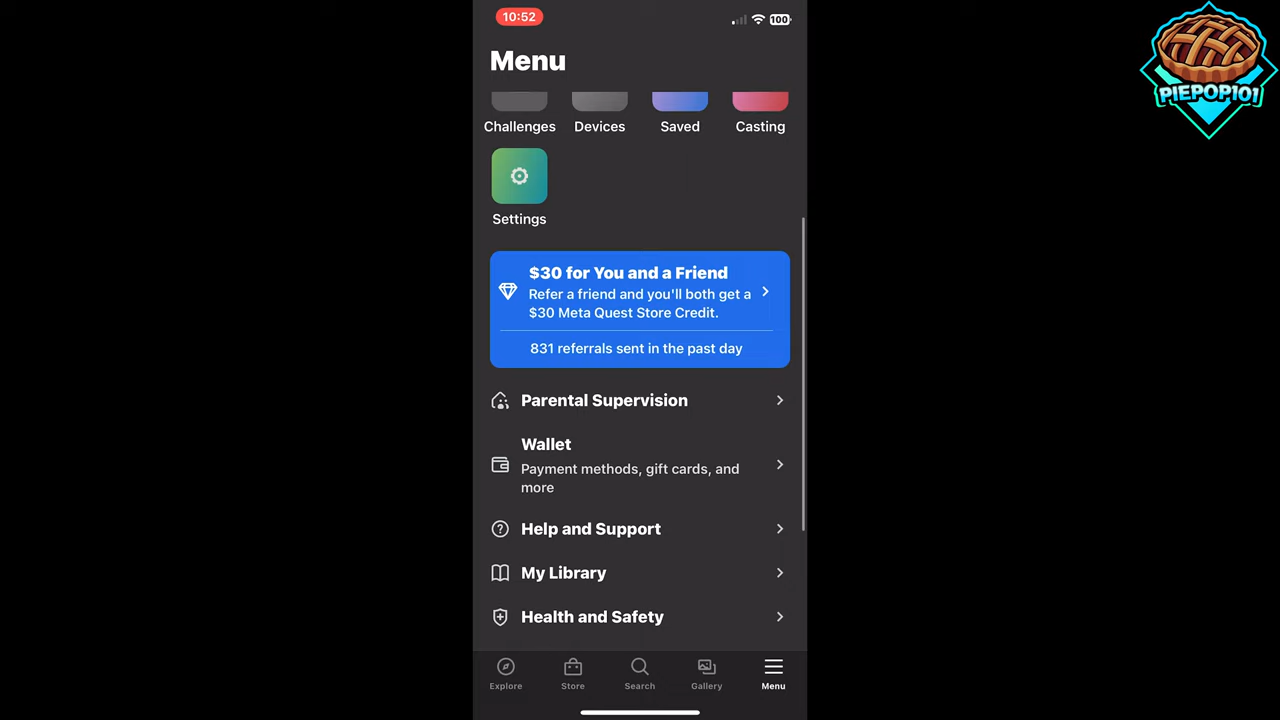 10:52
100
PIEPOP101
Menu
Challenges
Devices
Saved
Casting
Settings
$30 for You and a Friend
Refer a friend and you'll both get a
$30 Meta Quest Store Credit.
831 referrals sent in the past day
Parental Supervision
Wallet
Payment methods, gift cards, and
more
Help and Support
My Library
Health and Safety
Explore
Store
Search
Gallery
Menu